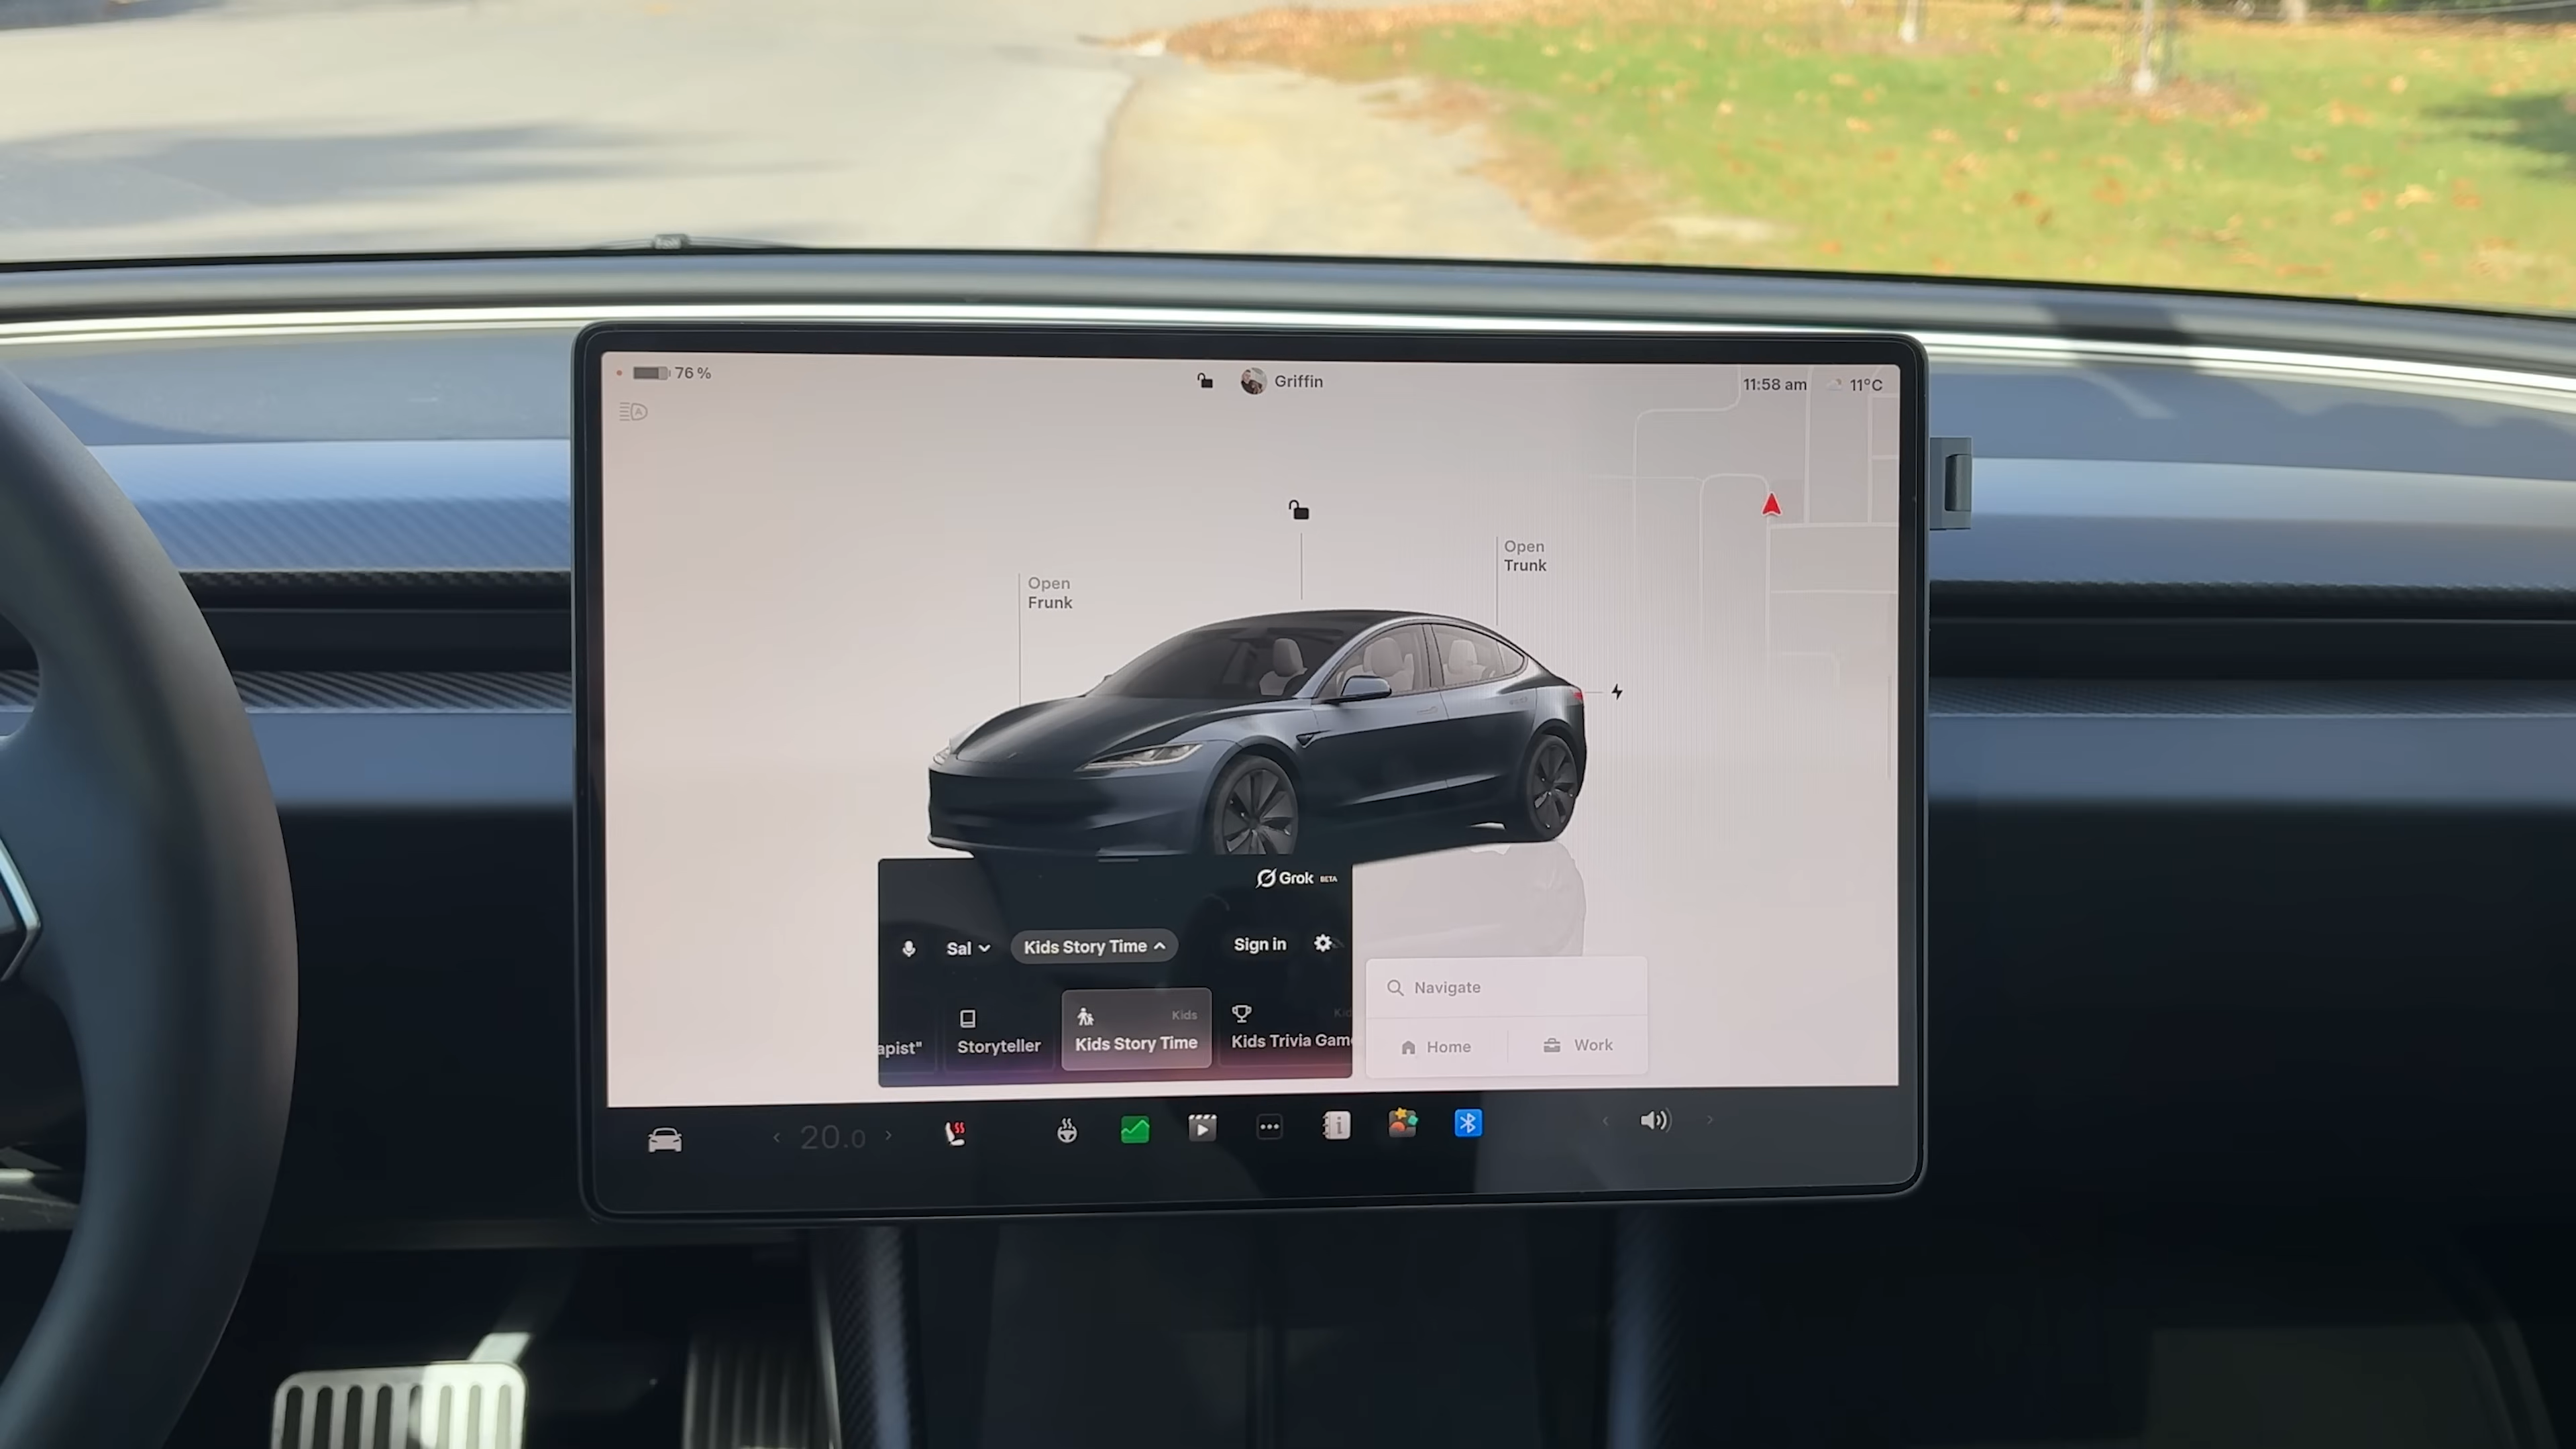 76 %
Griffin
11:58 am
11°C
Open
Trunk
Open
Frunk
Grok BETA
Sal
Kids Story Time
Sign in
apist"
Storyteller
Kids
Kids Story Time
Kids Trivia Gam
Navigate
Home
Work
20.0